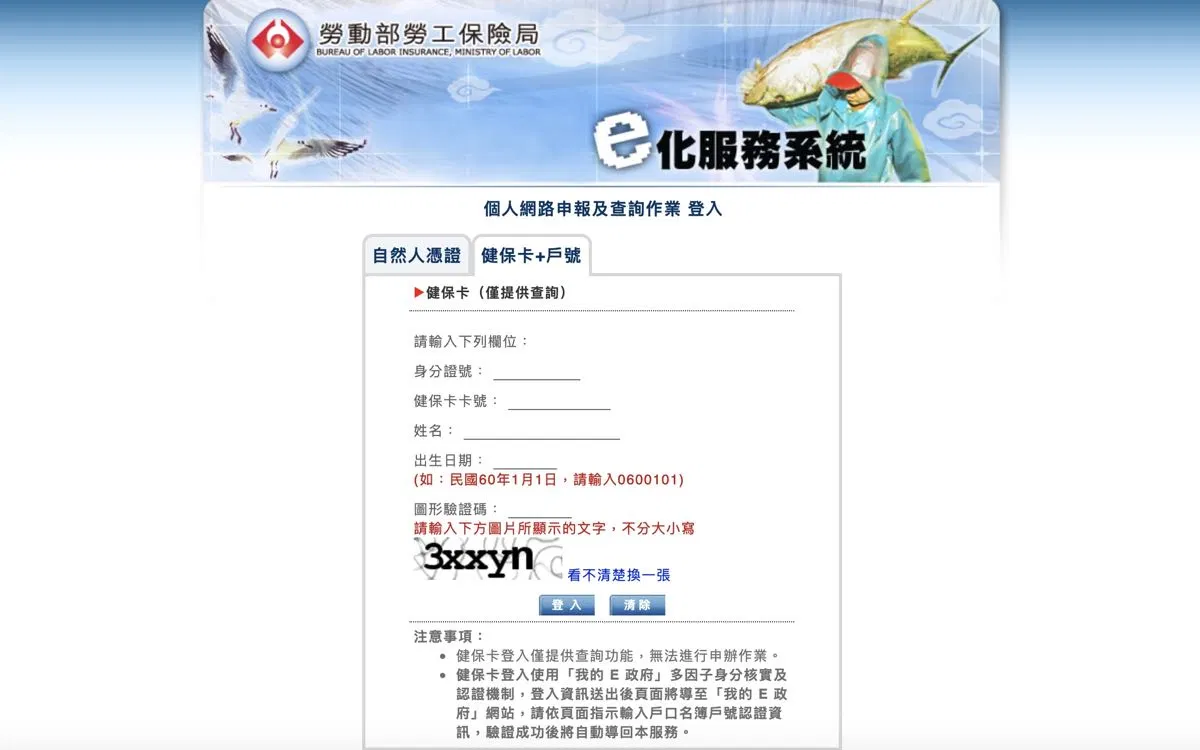 勞動部勞工保險局
BUREAU OF LABOR INSURANCE, MINISTRY OF LABOR
e化服務系統
個人網路申報及查詢作業 登入
自然人憑證 健保卡+戶號
▶健保卡（僅提供查詢）
請輸入下列欄位：
身分證號：
健保卡卡號：
姓名：
出生日期：
(如：民國60年1月1日，請輸入0600101)
圖形驗證碼：
請輸入下方圖片所顯示的文字，不分大小寫
3xxyn 看不清楚換一張
登入 清除
注意事項：
• 健保卡登入僅提供查詢功能，無法進行申辦作業。
• 健保卡登入使用「我的 E 政府」多因子身分核實及
認證機制，登入資訊送出後頁面將導至「我的 E 政
府」網站，請依頁面指示輸入戶口名簿戶號認證資
訊，驗證成功後將自動導回本服務。